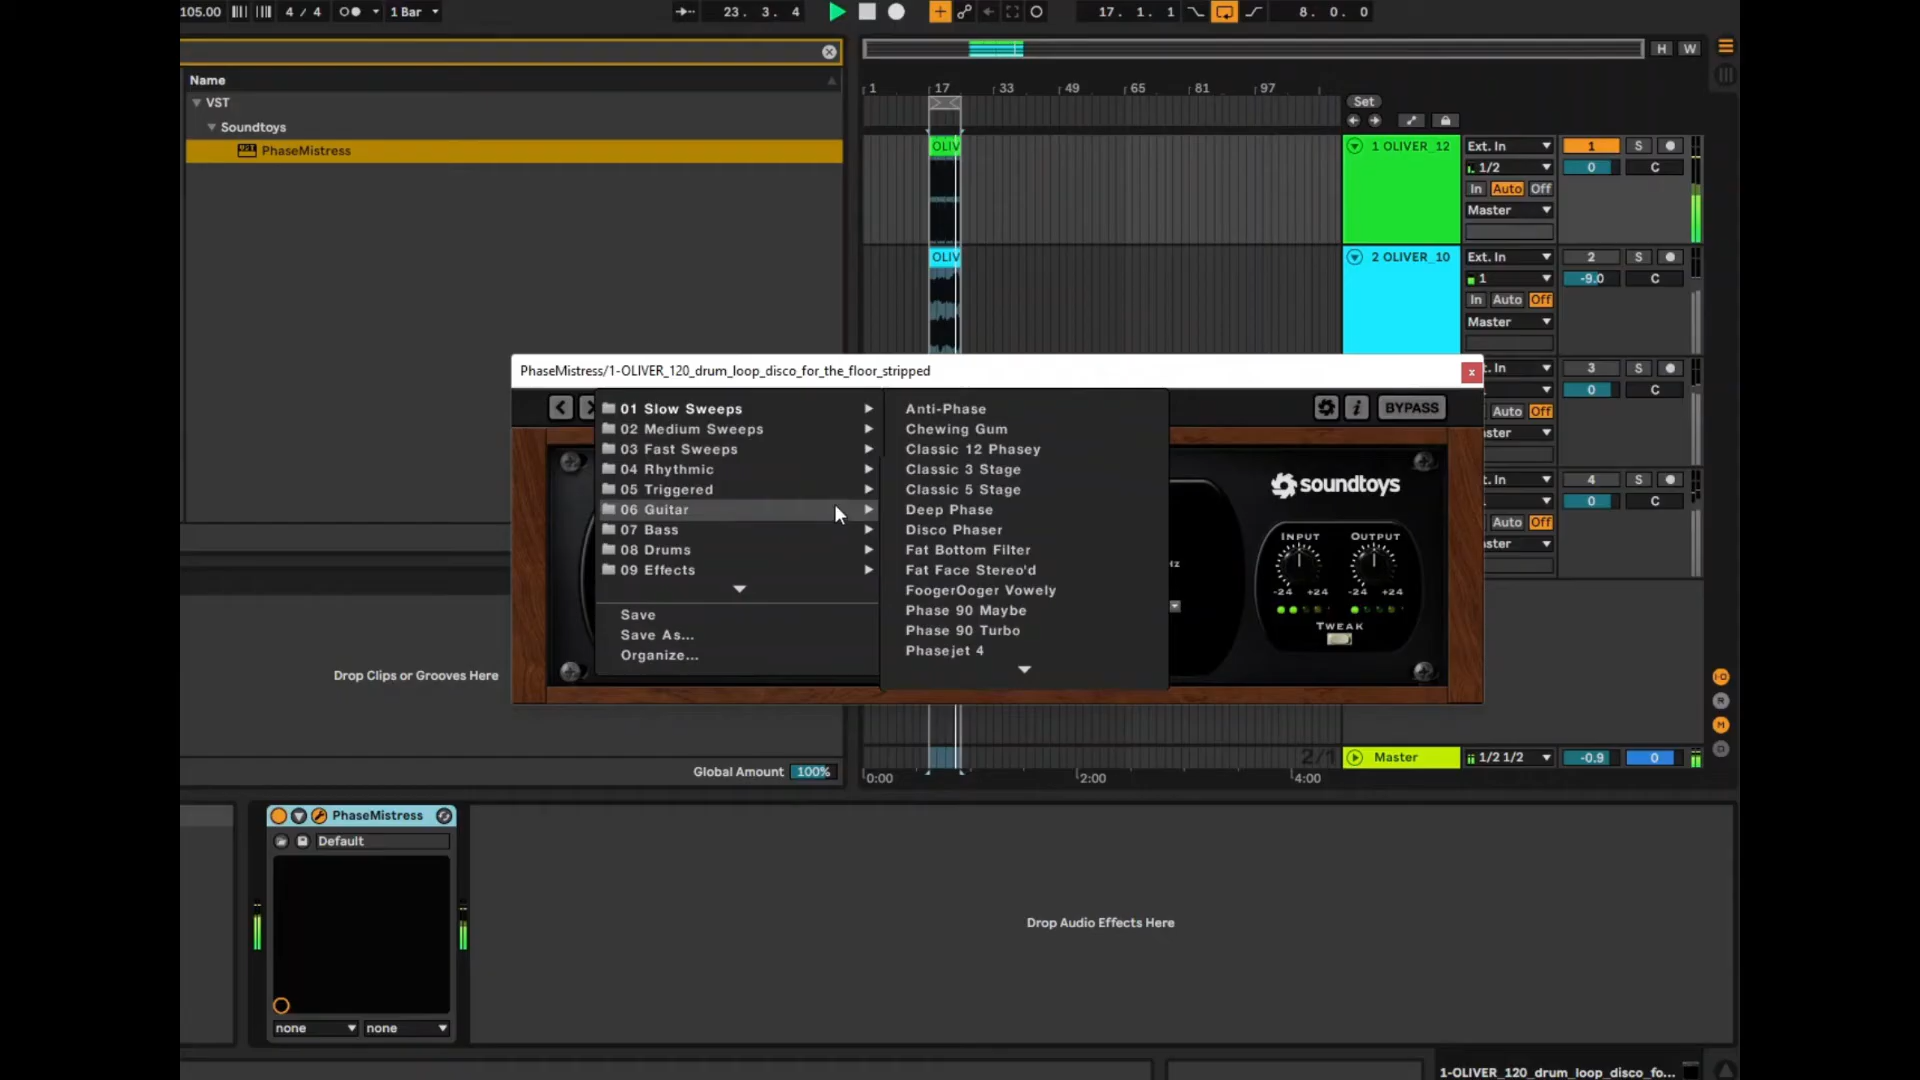 105.00 4 / 4 1 Bar 23. 3. 4 17. 1. 1 8. 0. 0
H W
Name
VST
Soundtoys
PhaseMistress
1 17 33 49 65 81 97
Set
OLIV
1 OLIVER_12 Ext. In 1 S
1/2 0 C
In Auto Off
Master
OLIV
2 OLIVER_10 Ext. In 2 S
1 -9.0 C
In Auto Off
Master
PhaseMistress/1-OLIVER_120_drum_loop_disco_for_the_floor_stripped x
. In 3 S
0 C
Auto Off
ster
. In 4 S
0 C
Auto Off
ster
BYPASS
01 Slow Sweeps
02 Medium Sweeps
03 Fast Sweeps
04 Rhythmic
05 Triggered
06 Guitar
07 Bass
08 Drums
09 Effects
Save
Save As...
Organize...
Anti-Phase
Chewing Gum
Classic 12 Phasey
Classic 3 Stage
Classic 5 Stage
Deep Phase
Disco Phaser
Fat Bottom Filter
Fat Face Stereo'd
FoogerOoger Vowely
Phase 90 Maybe
Phase 90 Turbo
Phasejet 4
soundtoys
INPUT OUTPUT
-24 +24 -24 +24
TWEAK
Hz
Drop Clips or Grooves Here
Global Amount 100%
2/1 Master 1/2 1/2 -0.9 0
0:00 2:00 4:00
I·O
R
M
D
PhaseMistress
Default
none none
Drop Audio Effects Here
1-OLIVER_120_drum_loop_disco_fo...